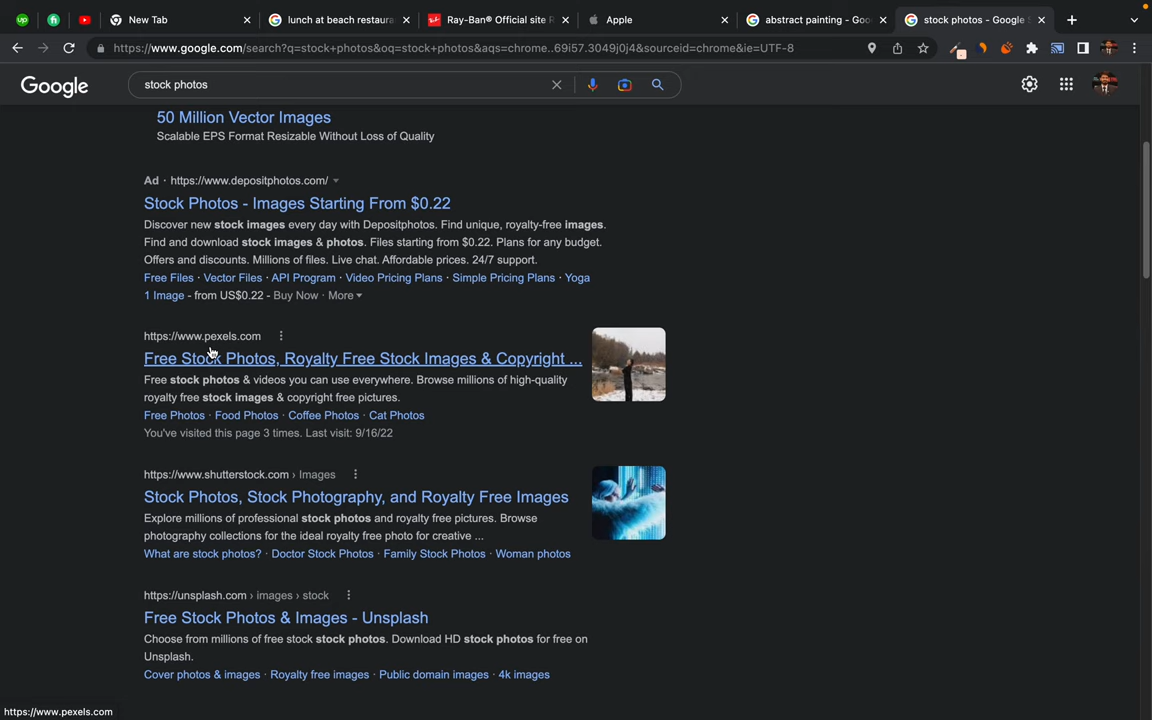 New Tab
lunch at beach restaura
Ray-Ban® Official site
Apple
abstract painting - Goo
stock photos - Google S
https://www.google.com/search?q=stock+photos&oq=stock+photos&aqs=chrome..69i57.3049j0j4&sourceid=chrome&ie=UTF-8
Google
stock photos
50 Million Vector Images
Scalable EPS Format Resizable Without Loss of Quality
Ad · https://www.depositphotos.com/
Stock Photos - Images Starting From $0.22
Discover new stock images every day with Depositphotos. Find unique, royalty-free images.
Find and download stock images & photos. Files starting from $0.22. Plans for any budget.
Offers and discounts. Millions of files. Live chat. Affordable prices. 24/7 support.
Free Files · Vector Files · API Program · Video Pricing Plans · Simple Pricing Plans · Yoga
1 Image - from US$0.22 - Buy Now · More
https://www.pexels.com
Free Stock Photos, Royalty Free Stock Images & Copyright ...
Free stock photos & videos you can use everywhere. Browse millions of high-quality
royalty free stock images & copyright free pictures.
Free Photos · Food Photos · Coffee Photos · Cat Photos
You've visited this page 3 times. Last visit: 9/16/22
https://www.shutterstock.com › Images
Stock Photos, Stock Photography, and Royalty Free Images
Explore millions of professional stock photos and royalty free pictures. Browse
photography collections for the ideal royalty free photo for creative ...
What are stock photos? · Doctor Stock Photos · Family Stock Photos · Woman photos
https://unsplash.com › images › stock
Free Stock Photos & Images - Unsplash
Choose from millions of free stock stock photos. Download HD stock photos for free on
Unsplash.
Cover photos & images · Royalty free images · Public domain images · 4k images
https://www.pexels.com